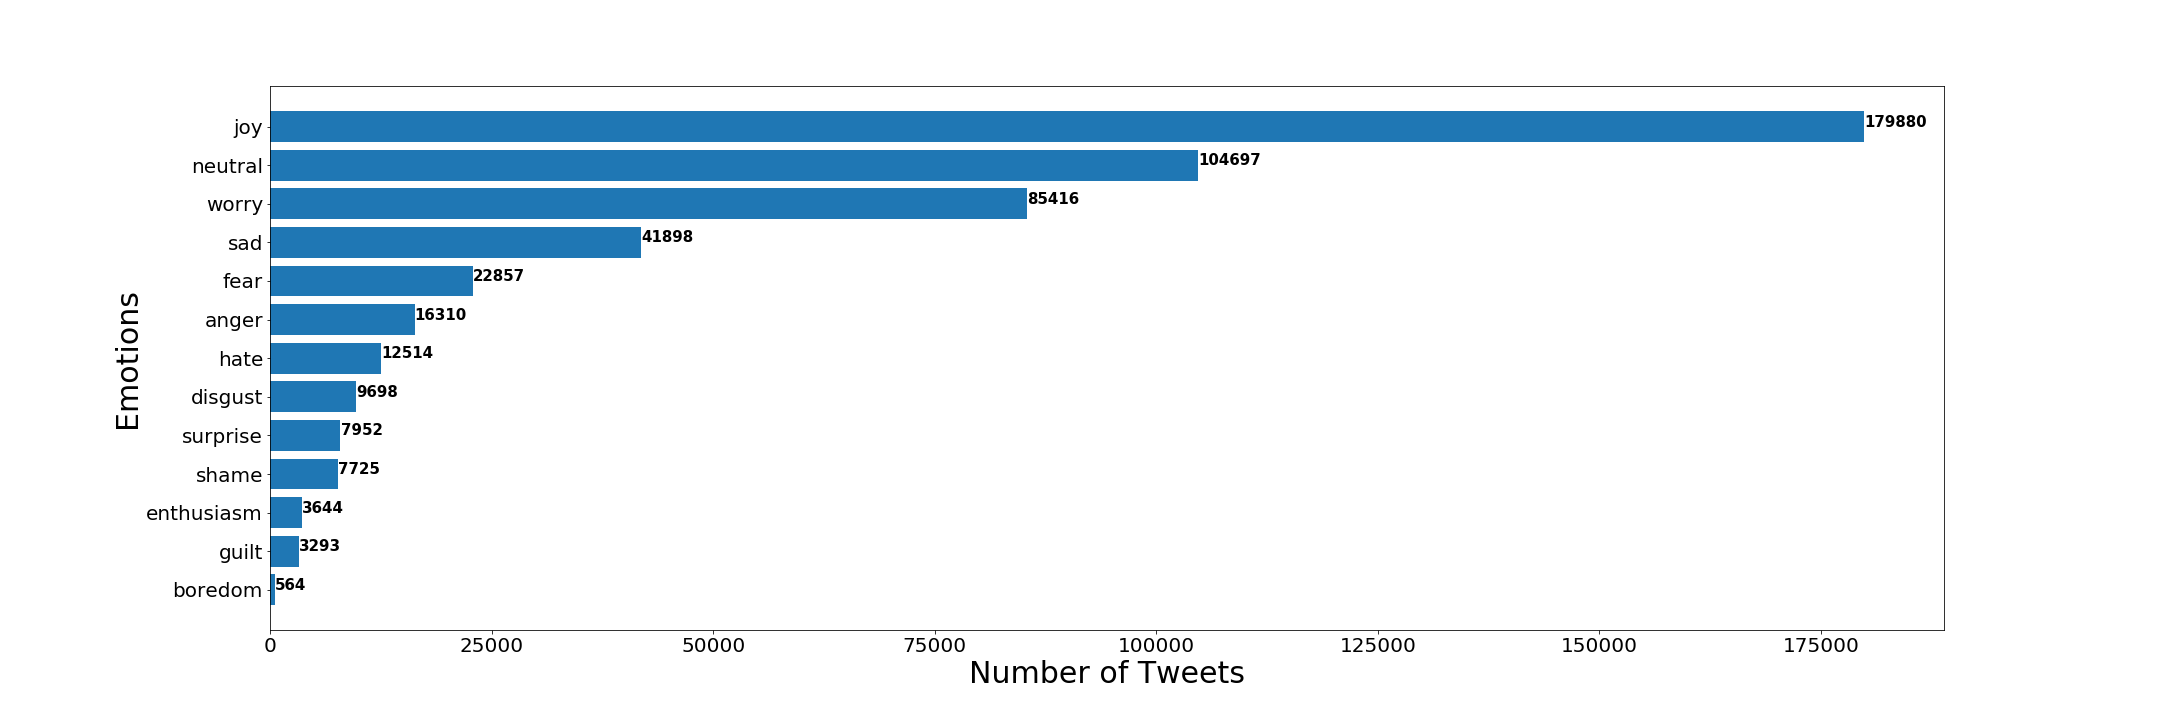 joy 179880
neutral 104697
worry 85416
sad 41898
fear 22857
anger 16310
hate 12514
disgust 9698
surprise 7952
shame 7725
enthusiasm 3644
guilt 3293
boredom 564
Emotions
0 25000 50000 75000 100000 125000 150000 175000
Number of Tweets